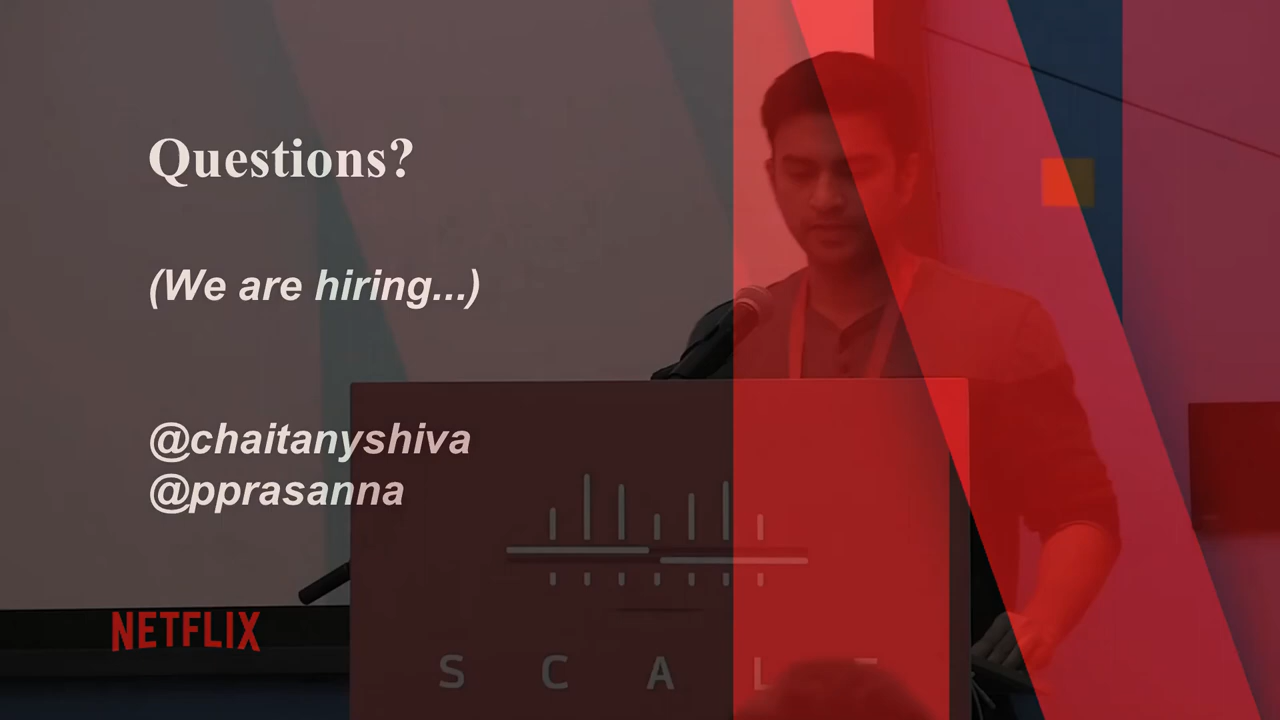 Questions?
(We are hiring...)
@chaitanyshiva
@pprasanna
NETFLIX
S C A L